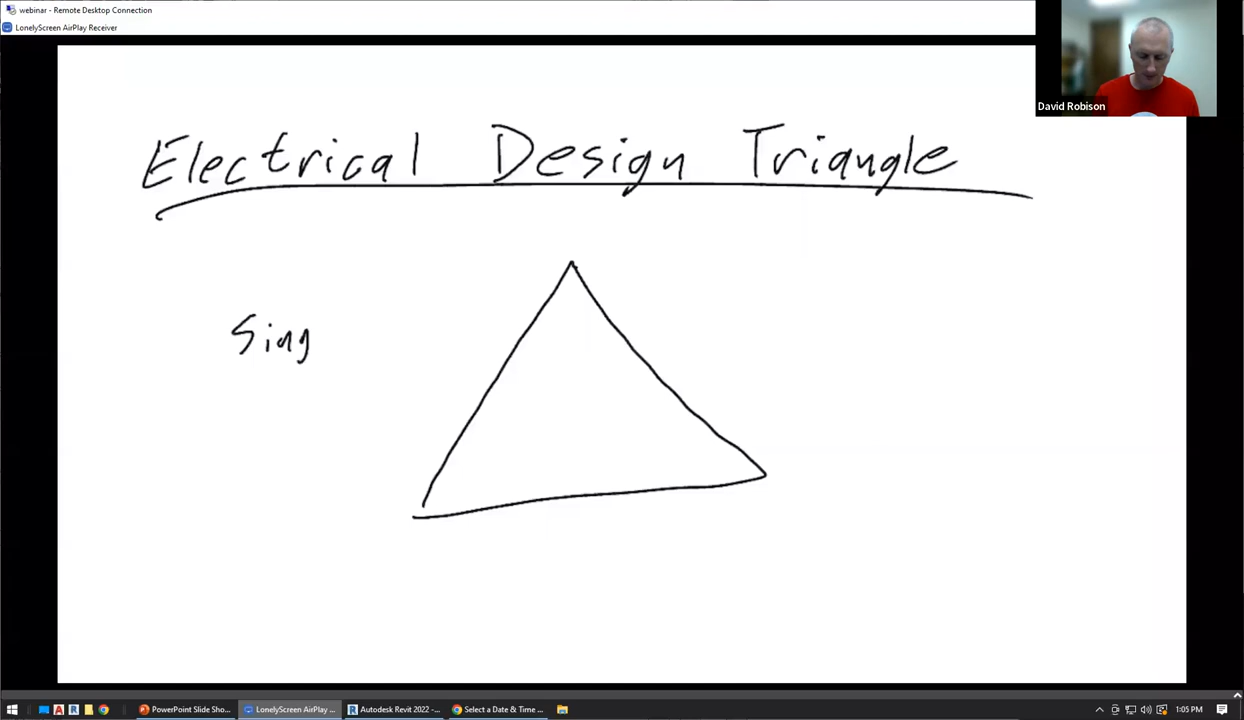 webinar - Remote Desktop Connection
LonelyScreen AirPlay Receiver
David Robison
Electrical Design Triangle
Sing
PowerPoint Slide Sho... LonelyScreen AirPlay ... Autodesk Revit 2022 -... Select a Date & Time ... 1:05 PM